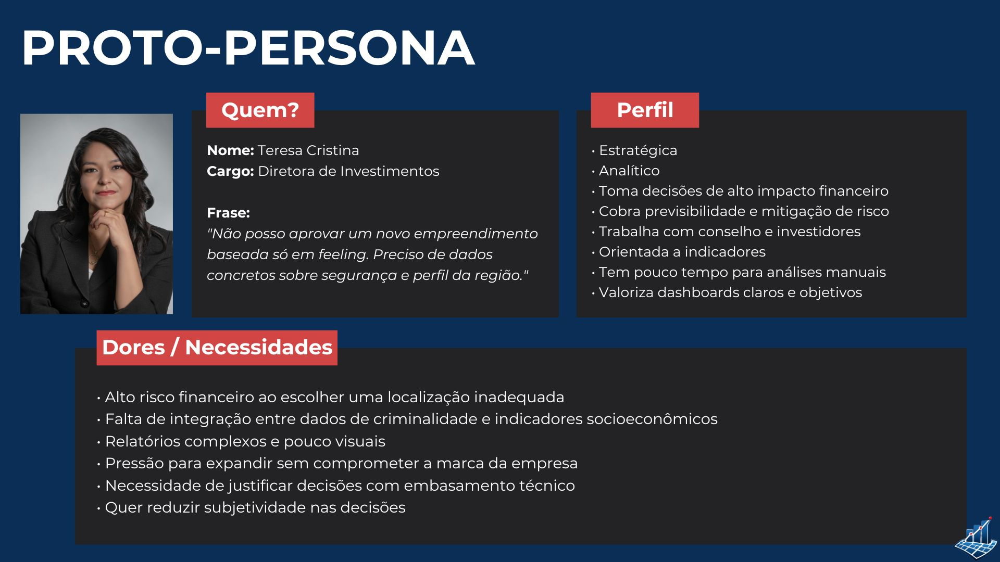 PROTO-PERSONA
Quem?
Nome: Teresa Cristina
Cargo: Diretora de Investimentos
Frase:
"Não posso aprovar um novo empreendimento
baseada só em feeling. Preciso de dados
concretos sobre segurança e perfil da região."
Perfil
• Estratégica
• Analítico
• Toma decisões de alto impacto financeiro
• Cobra previsibilidade e mitigação de risco
• Trabalha com conselho e investidores
• Orientada a indicadores
• Tem pouco tempo para análises manuais
• Valoriza dashboards claros e objetivos
Dores / Necessidades
• Alto risco financeiro ao escolher uma localização inadequada
• Falta de integração entre dados de criminalidade e indicadores socioeconômicos
• Relatórios complexos e pouco visuais
• Pressão para expandir sem comprometer a marca da empresa
• Necessidade de justificar decisões com embasamento técnico
• Quer reduzir subjetividade nas decisões